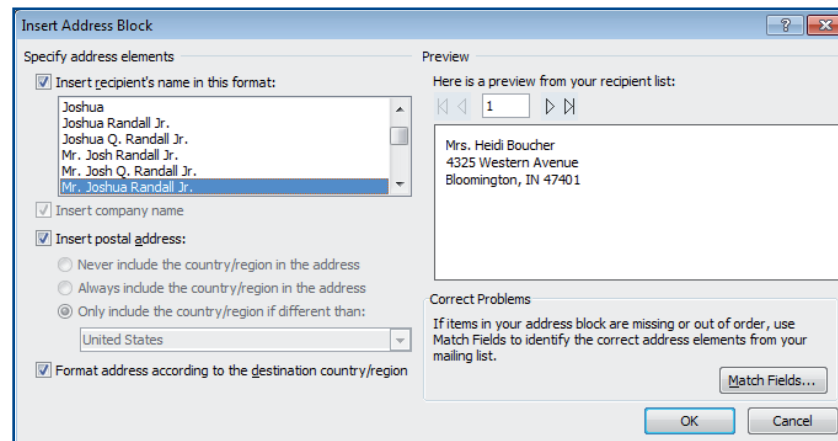 Insert Address Block
Specify address elements
Insert recipient's name in this format:
Joshua
Joshua Randall Jr.
Joshua Q. Randall Jr.
Mr. Josh Randall Jr.
Mr. Josh Q. Randall Jr.
Mr. Joshua Randall Jr.
Insert company name
Insert postal address:
Never include the country/region in the address
Always include the country/region in the address
Only include the country/region if different than:
United States
Format address according to the destination country/region
Preview
Here is a preview from your recipient list:
1
Mrs. Heidi Boucher
4325 Western Avenue
Bloomington, IN 47401
Correct Problems
If items in your address block are missing or out of order, use
Match Fields to identify the correct address elements from your
mailing list.
Match Fields...
OK
Cancel